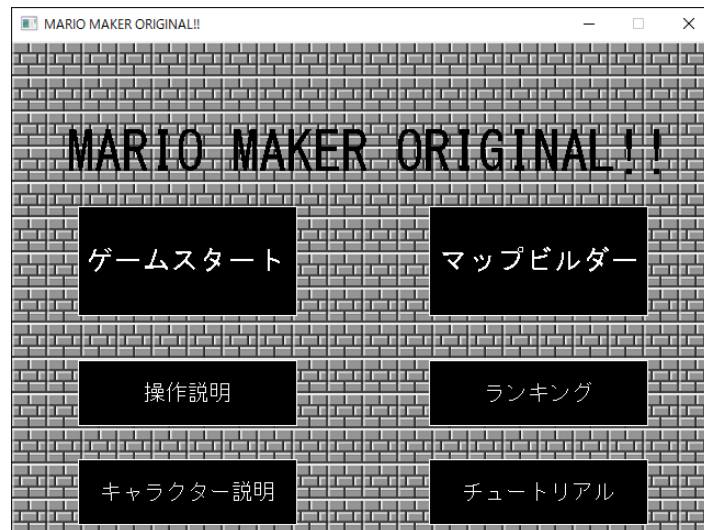 MARIO MAKER ORIGINAL!!
MARIO MAKER ORIGINAL!!
ゲームスタート
マップビルダー
操作説明
ランキング
キャラクター説明
チュートリアル